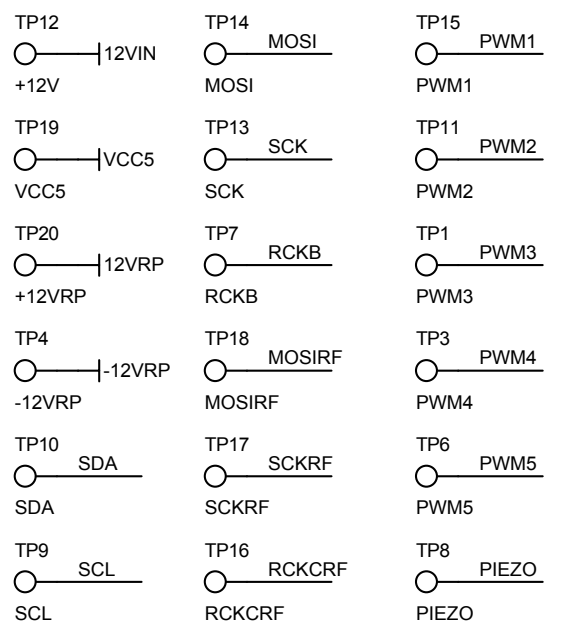 TP12
12VIN
+12V
TP19
VCC5
VCC5
TP20
12VRP
+12VRP
TP4
-12VRP
-12VRP
TP10
SDA
SDA
TP9
SCL
SCL
TP14
MOSI
MOSI
TP13
SCK
SCK
TP7
RCKB
RCKB
TP18
MOSIRF
MOSIRF
TP17
SCKRF
SCKRF
TP16
RCKCRF
RCKCRF
TP15
PWM1
PWM1
TP11
PWM2
PWM2
TP1
PWM3
PWM3
TP3
PWM4
PWM4
TP6
PWM5
PWM5
TP8
PIEZO
PIEZO